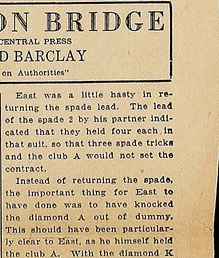 ON BRIDGE
CENTRAL PRESS
D BARCLAY
on Authorities"
East was a little hasty in re-
turning the spade lead. The lead
of the spade 2 by his partner indi-
cated that they held four each in
that suit, so that three spade tricks
and the club A would not set the
contract.
Instead of returning the spade,
the important thing for East to
have done was to have knocked
the diamond A out of dummy.
This should have been particular-
ly clear to East, as he himself
held the club A. With the diamond K